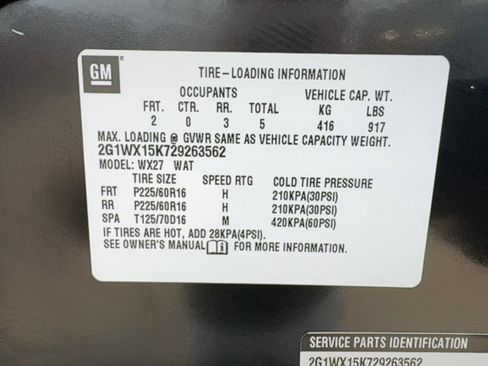 GM
TIRE-LOADING INFORMATION
OCCUPANTS VEHICLE CAP. WT.
FRT. CTR. RR. TOTAL KG LBS
2 0 3 5 416 917
MAX. LOADING @ GVWR SAME AS VEHICLE CAPACITY WEIGHT.
2G1WX15K729263562
MODEL: WX27 WAT
TIRE SIZE SPEED RTG COLD TIRE PRESSURE
FRT P225/60R16 H 210KPA(30PSI)
RR P225/60R16 H 210KPA(30PSI)
SPA T125/70D16 M 420KPA(60PSI)
IF TIRES ARE HOT, ADD 28KPA(4PSI).
SEE OWNER'S MANUAL FOR MORE INFORMATION.
SERVICE PARTS IDENTIFICATION
2G1WX15K729263562